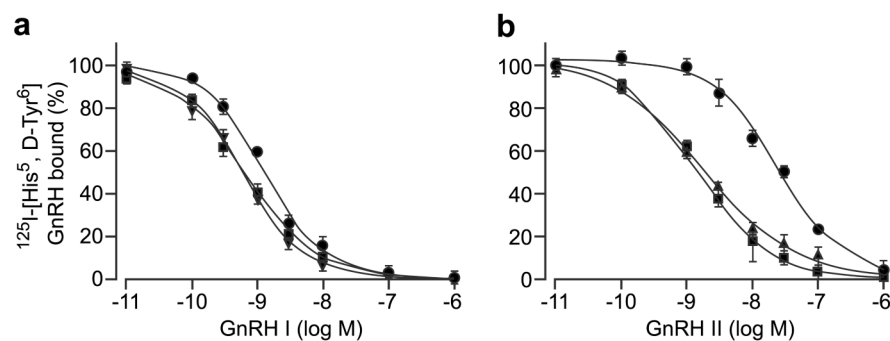 a
b
¹²⁵I-[His⁵, D-Tyr⁶]
GnRH bound (%)
100
80
60
40
20
0
-11 -10 -9 -8 -7 -6
GnRH I (log M)
100
80
60
40
20
0
-11 -10 -9 -8 -7 -6
GnRH II (log M)